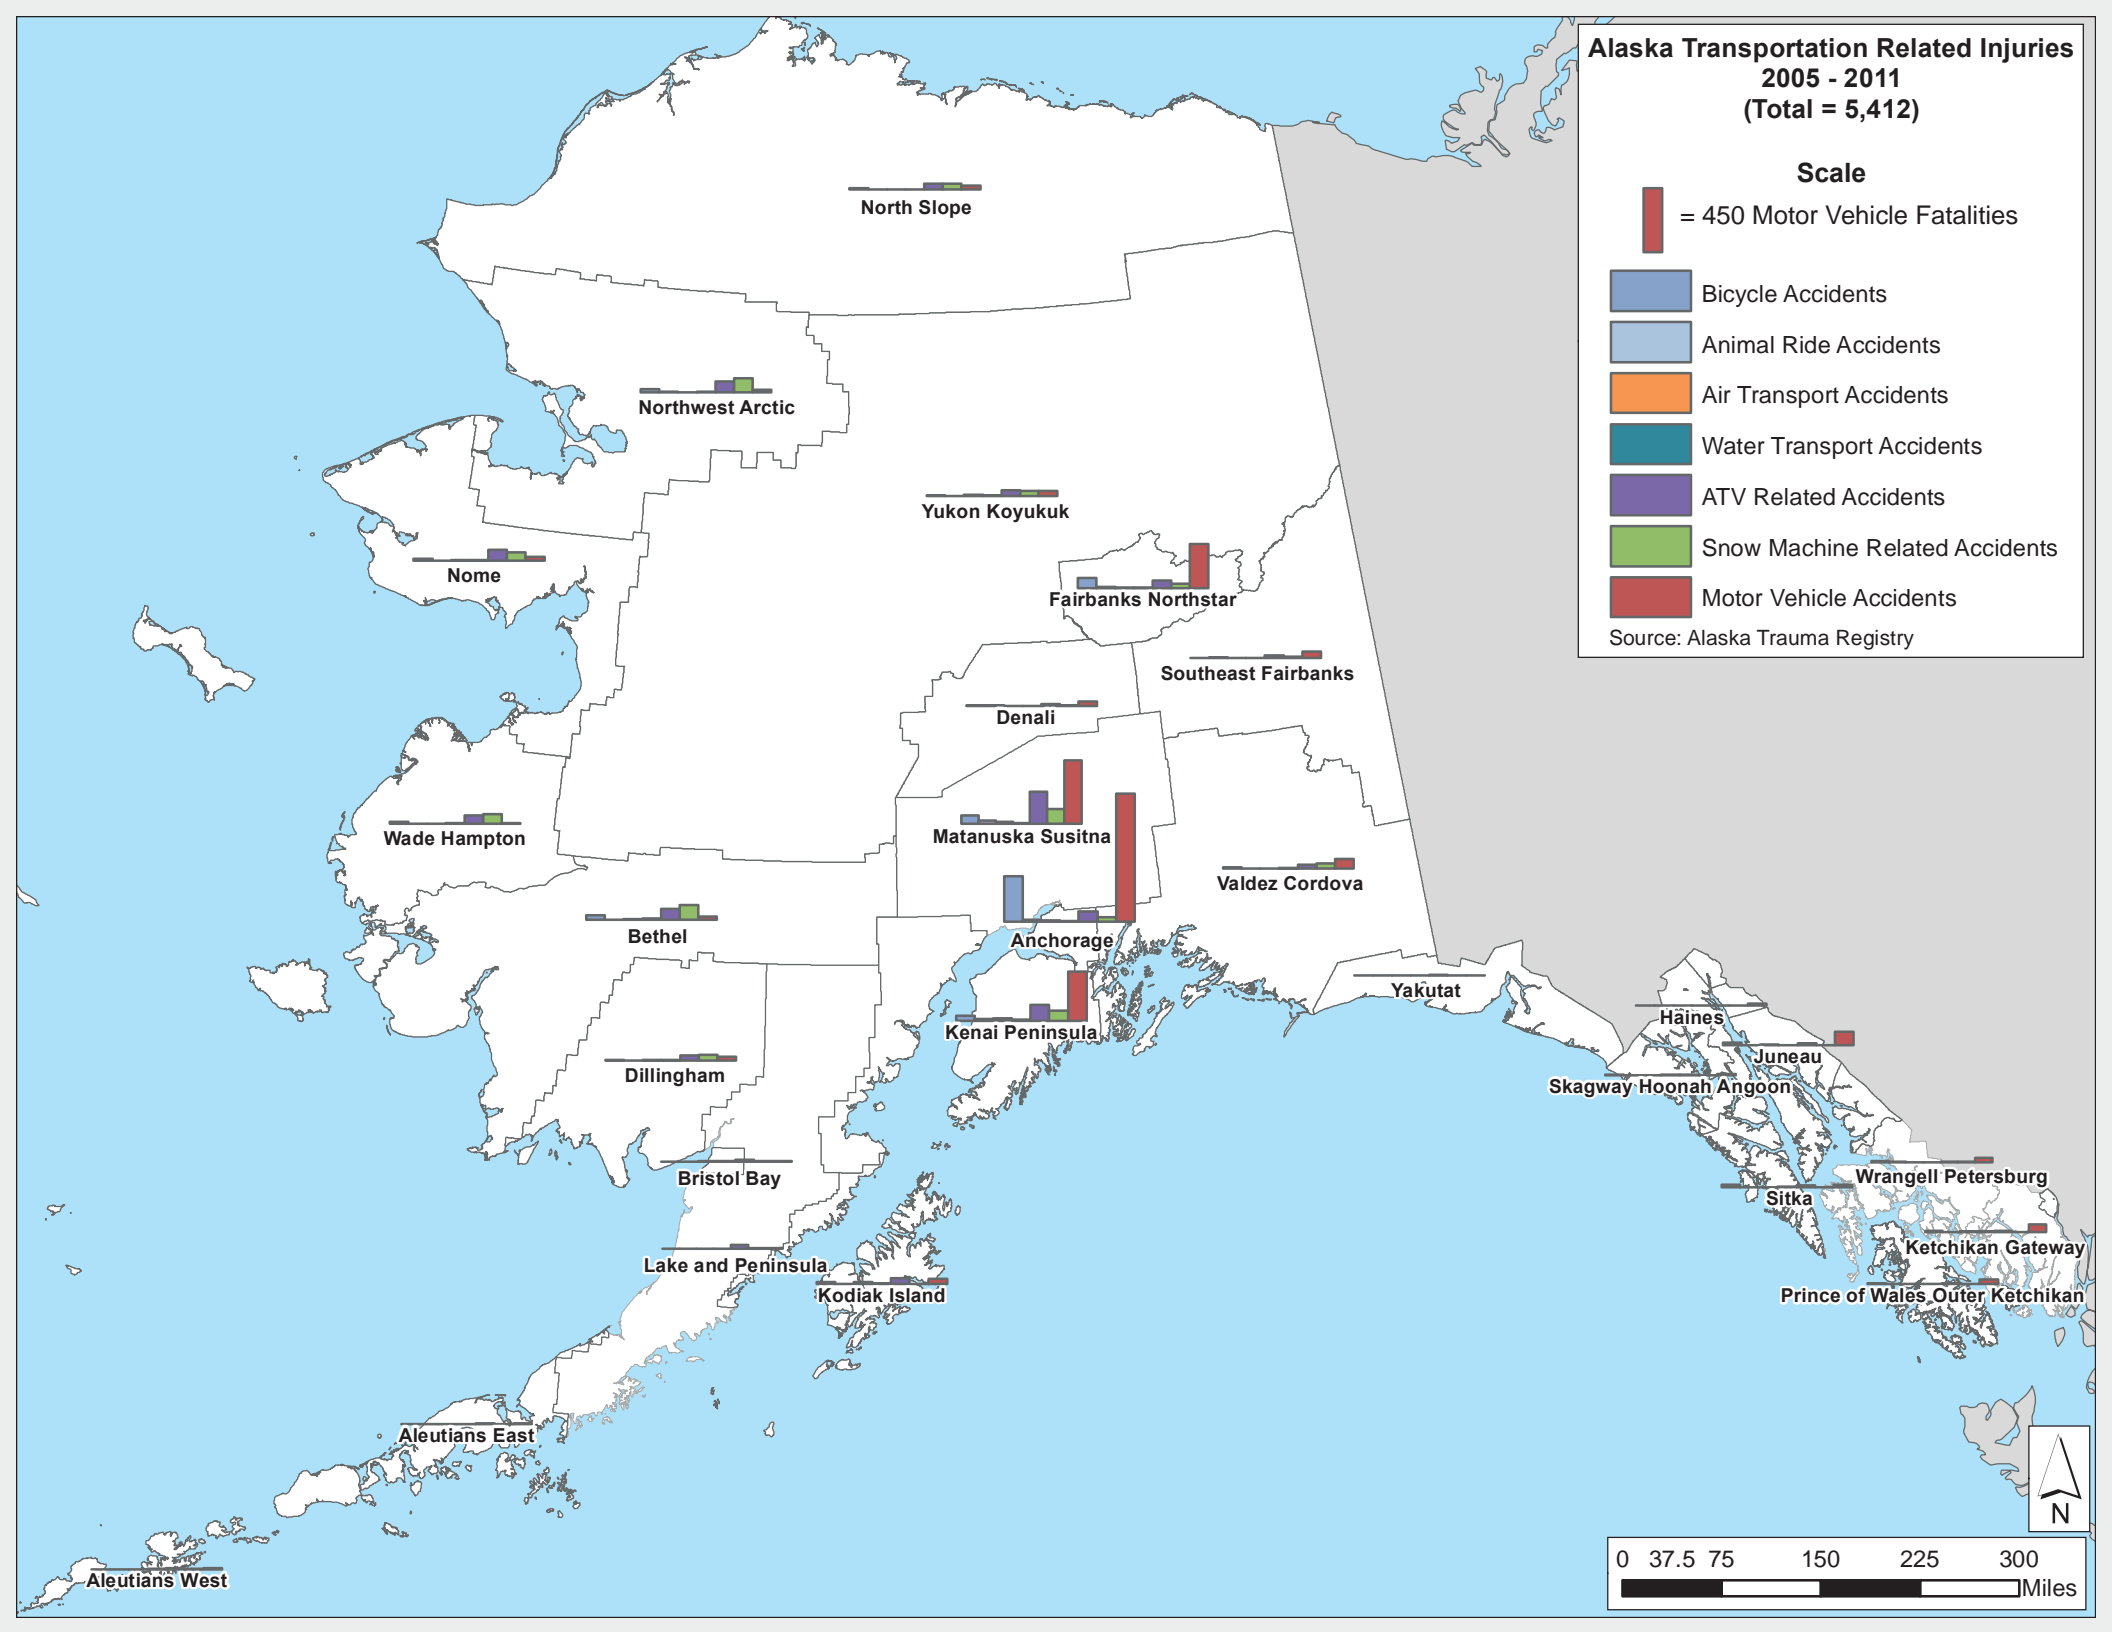 Alaska Transportation Related Injuries
2005 - 2011
(Total = 5,412)
Scale
= 450 Motor Vehicle Fatalities
Bicycle Accidents
Animal Ride Accidents
Air Transport Accidents
Water Transport Accidents
ATV Related Accidents
Snow Machine Related Accidents
Motor Vehicle Accidents
Source: Alaska Trauma Registry
North Slope
Northwest Arctic
Yukon Koyukuk
Nome
Fairbanks Northstar
Southeast Fairbanks
Denali
Wade Hampton
Matanuska Susitna
Valdez Cordova
Bethel
Anchorage
Yakutat
Haines
Kenai Peninsula
Juneau
Dillingham
Skagway Hoonah Angoon
Bristol Bay
Wrangell Petersburg
Sitka
Ketchikan Gateway
Lake and Peninsula
Kodiak Island
Prince of Wales Outer Ketchikan
Aleutians East
Aleutians West
N
0 37.5 75 150 225 300
Miles